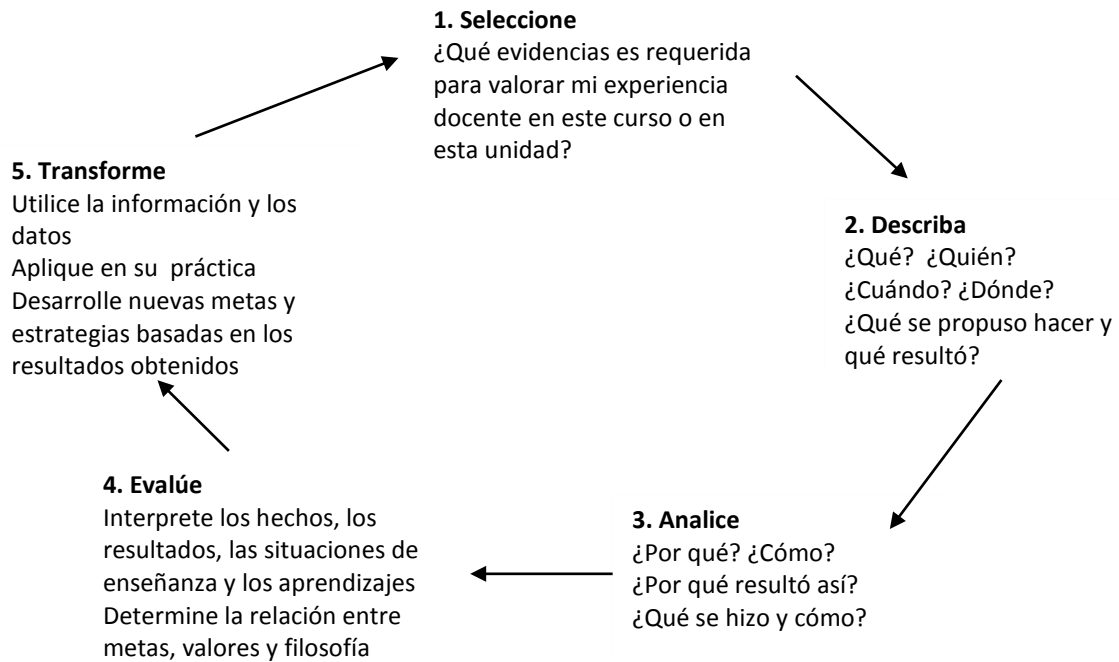 1. Seleccione
¿Qué evidencias es requerida
para valorar mi experiencia
docente en este curso o en
esta unidad?
2. Describa
¿Qué? ¿Quién?
¿Cuándo? ¿Dónde?
¿Qué se propuso hacer y
qué resultó?
3. Analice
¿Por qué? ¿Cómo?
¿Por qué resultó así?
¿Qué se hizo y cómo?
4. Evalúe
Interprete los hechos, los
resultados, las situaciones de
enseñanza y los aprendizajes
Determine la relación entre
metas, valores y filosofía
5. Transforme
Utilice la información y los
datos
Aplique en su práctica
Desarrolle nuevas metas y
estrategias basadas en los
resultados obtenidos